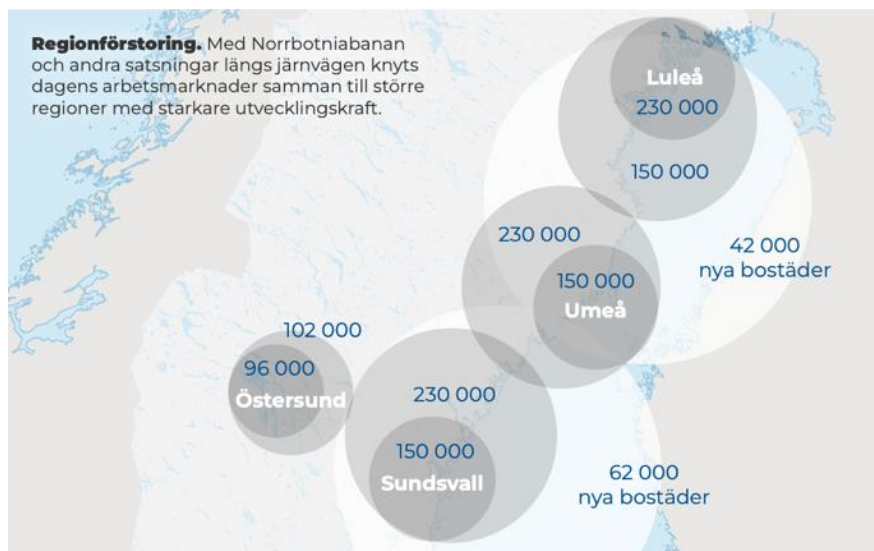 Regionförstoring. Med Norrbotniabanan
och andra satsningar längs järnvägen knyts
dagens arbetsmarknader samman till större
regioner med starkare utvecklingskraft.
Luleå
230 000
150 000
230 000
42 000
nya bostäder
150 000
Umeå
102 000
96 000
Östersund
230 000
150 000
Sundsvall
62 000
nya bostäder